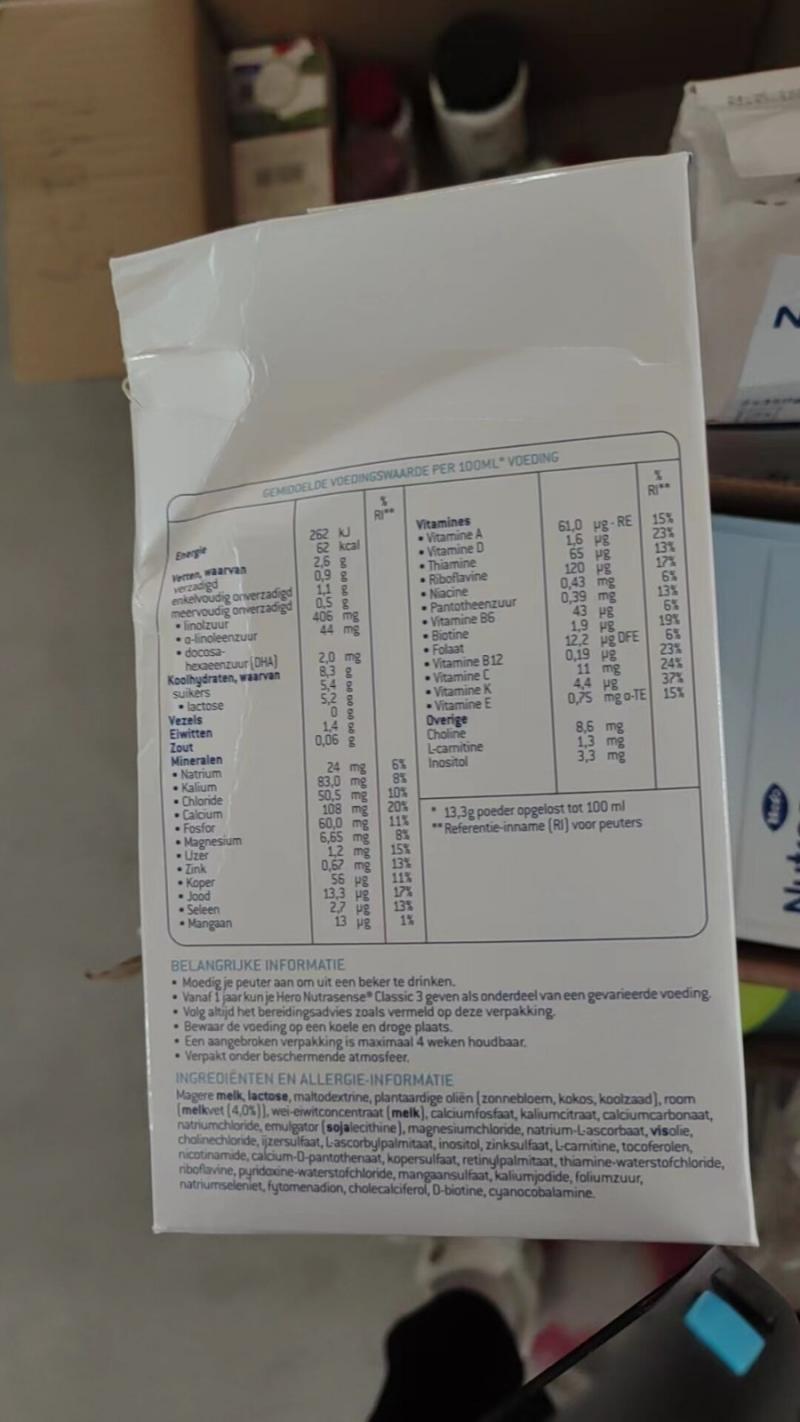 GEMIDDELDE VOEDINGSWAARDE PER 100ML* VOEDING
% RI**
Energie 262 kJ
62 kcal
Vetten, waarvan 2,6 g
verzadigd 0,9 g
enkelvoudig onverzadigd 1,1 g
meervoudig onverzadigd 0,5 g
• linolzuur 406 mg
• α-linoleenzuur 44 mg
• docosa-
hexaeenzuur (DHA) 2,0 mg
Koolhydraten, waarvan 8,3 g
suikers 5,4 g
• lactose 5,2 g
Vezels 0 g
Eiwitten 1,4 g
Zout 0,06 g
Mineralen
• Natrium 24 mg 6%
• Kalium 83,0 mg 8%
• Chloride 50,5 mg 10%
• Calcium 108 mg 20%
• Fosfor 60,0 mg 11%
• Magnesium 6,65 mg 8%
• IJzer 1,2 mg 15%
• Zink 0,67 mg 13%
• Koper 56 µg 11%
• Jood 13,3 µg 17%
• Seleen 2,7 µg 13%
• Mangaan 13 µg 1%
% RI**
Vitamines
• Vitamine A 61,0 µg-RE 15%
• Vitamine D 1,6 µg 23%
• Thiamine 65 µg 13%
• Riboflavine 120 µg 17%
• Niacine 0,43 mg 6%
• Pantotheenzuur 0,39 mg 13%
• Vitamine B6 43 µg 6%
• Biotine 1,9 µg 19%
• Folaat 12,2 µg DFE 6%
• Vitamine B12 0,19 µg 23%
• Vitamine C 11 mg 24%
• Vitamine K 4,4 µg 37%
• Vitamine E 0,75 mg α-TE 15%
Overige
Choline 8,6 mg
L-carnitine 1,3 mg
Inositol 3,3 mg
* 13,3g poeder opgelost tot 100 ml
** Referentie-inname (RI) voor peuters
BELANGRIJKE INFORMATIE
• Moedig je peuter aan om uit een beker te drinken.
• Vanaf 1 jaar kun je Hero Nutrasense® Classic 3 geven als onderdeel van een gevarieerde voeding.
• Volg altijd het bereidingsadvies zoals vermeld op deze verpakking.
• Bewaar de voeding op een koele en droge plaats.
• Een aangebroken verpakking is maximaal 4 weken houdbaar.
• Verpakt onder beschermende atmosfeer.
INGREDIËNTEN EN ALLERGIE-INFORMATIE
Magere melk, lactose, maltodextrine, plantaardige oliën (zonnebloem, kokos, koolzaad), room
(melkvet (4,0%)), wei-eiwitconcentraat (melk), calciumfosfaat, kaliumcitraat, calciumcarbonaat,
natriumchloride, emulgator (sojalecithine), magnesiumchloride, natrium-L-ascorbaat, visolie,
cholinechloride, ijzersulfaat, L-ascorbylpalmitaat, inositol, zinksulfaat, L-carnitine, tocoferolen,
nicotinamide, calcium-D-pantothenaat, kopersulfaat, retinylpalmitaat, thiamine-waterstofchloride,
riboflavine, pyridoxine-waterstofchloride, mangaansulfaat, kaliumjodide, foliumzuur,
natriumseleniet, fytomenadion, cholecalciferol, D-biotine, cyanocobalamine.
Hero